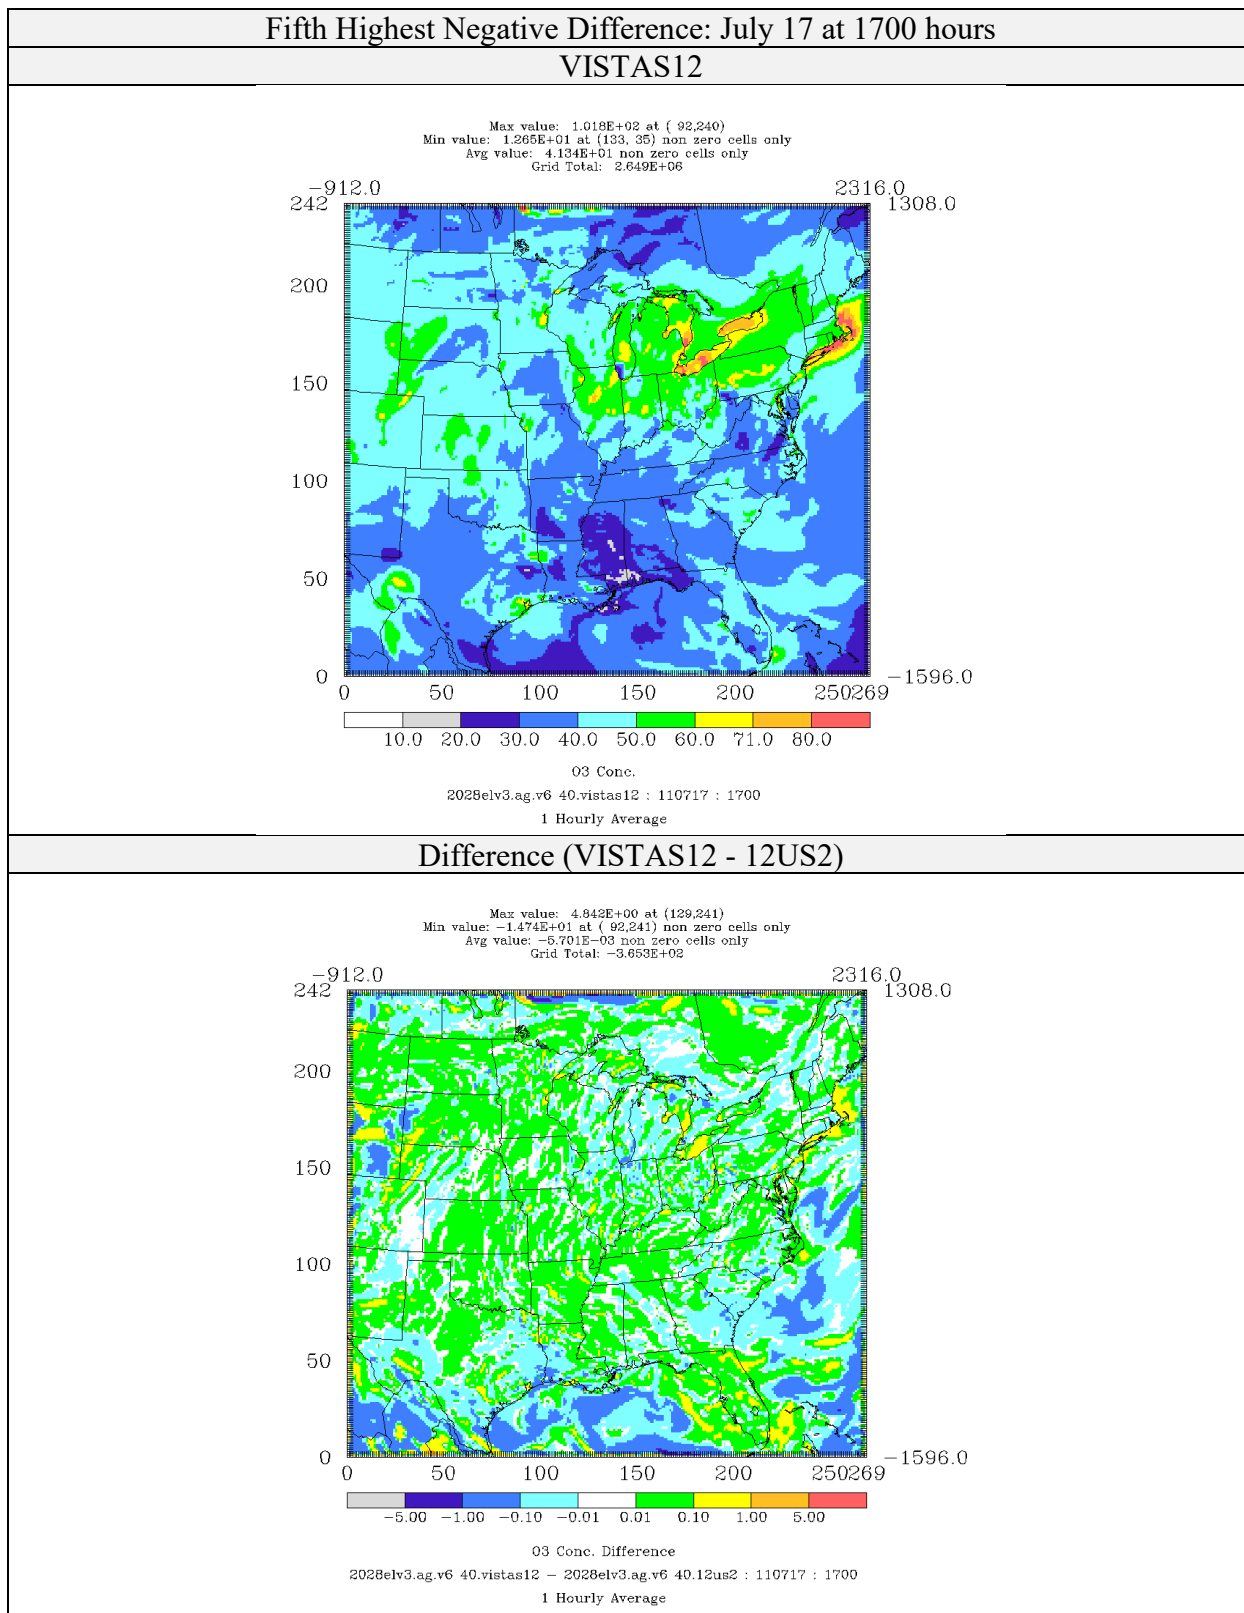 Fifth Highest Negative Difference: July 17 at 1700 hours
VISTAS12
Max value: 1.018E+02 at ( 92,240)
Min value: 1.265E+01 at (133, 35) non zero cells only
Avg value: 4.134E+01 non zero cells only
Grid Total: 2.649E+06
−912.0 2316.0
242 1308.0
200
150
100
50
0 −1596.0
0 50 100 150 200 250269
10.0 20.0 30.0 40.0 50.0 60.0 71.0 80.0
O3 Conc.
2028elv3.ag.v6 40.vistas12 : 110717 : 1700
1 Hourly Average
Difference (VISTAS12 - 12US2)
Max value: 4.842E+00 at (129,241)
Min value: −1.474E+01 at ( 92,241) non zero cells only
Avg value: −5.701E−03 non zero cells only
Grid Total: −3.653E+02
−912.0 2316.0
242 1308.0
200
150
100
50
0 −1596.0
0 50 100 150 200 250269
−5.00 −1.00 −0.10 −0.01 0.01 0.10 1.00 5.00
O3 Conc. Difference
2028elv3.ag.v6 40.vistas12 − 2028elv3.ag.v6 40.12us2 : 110717 : 1700
1 Hourly Average